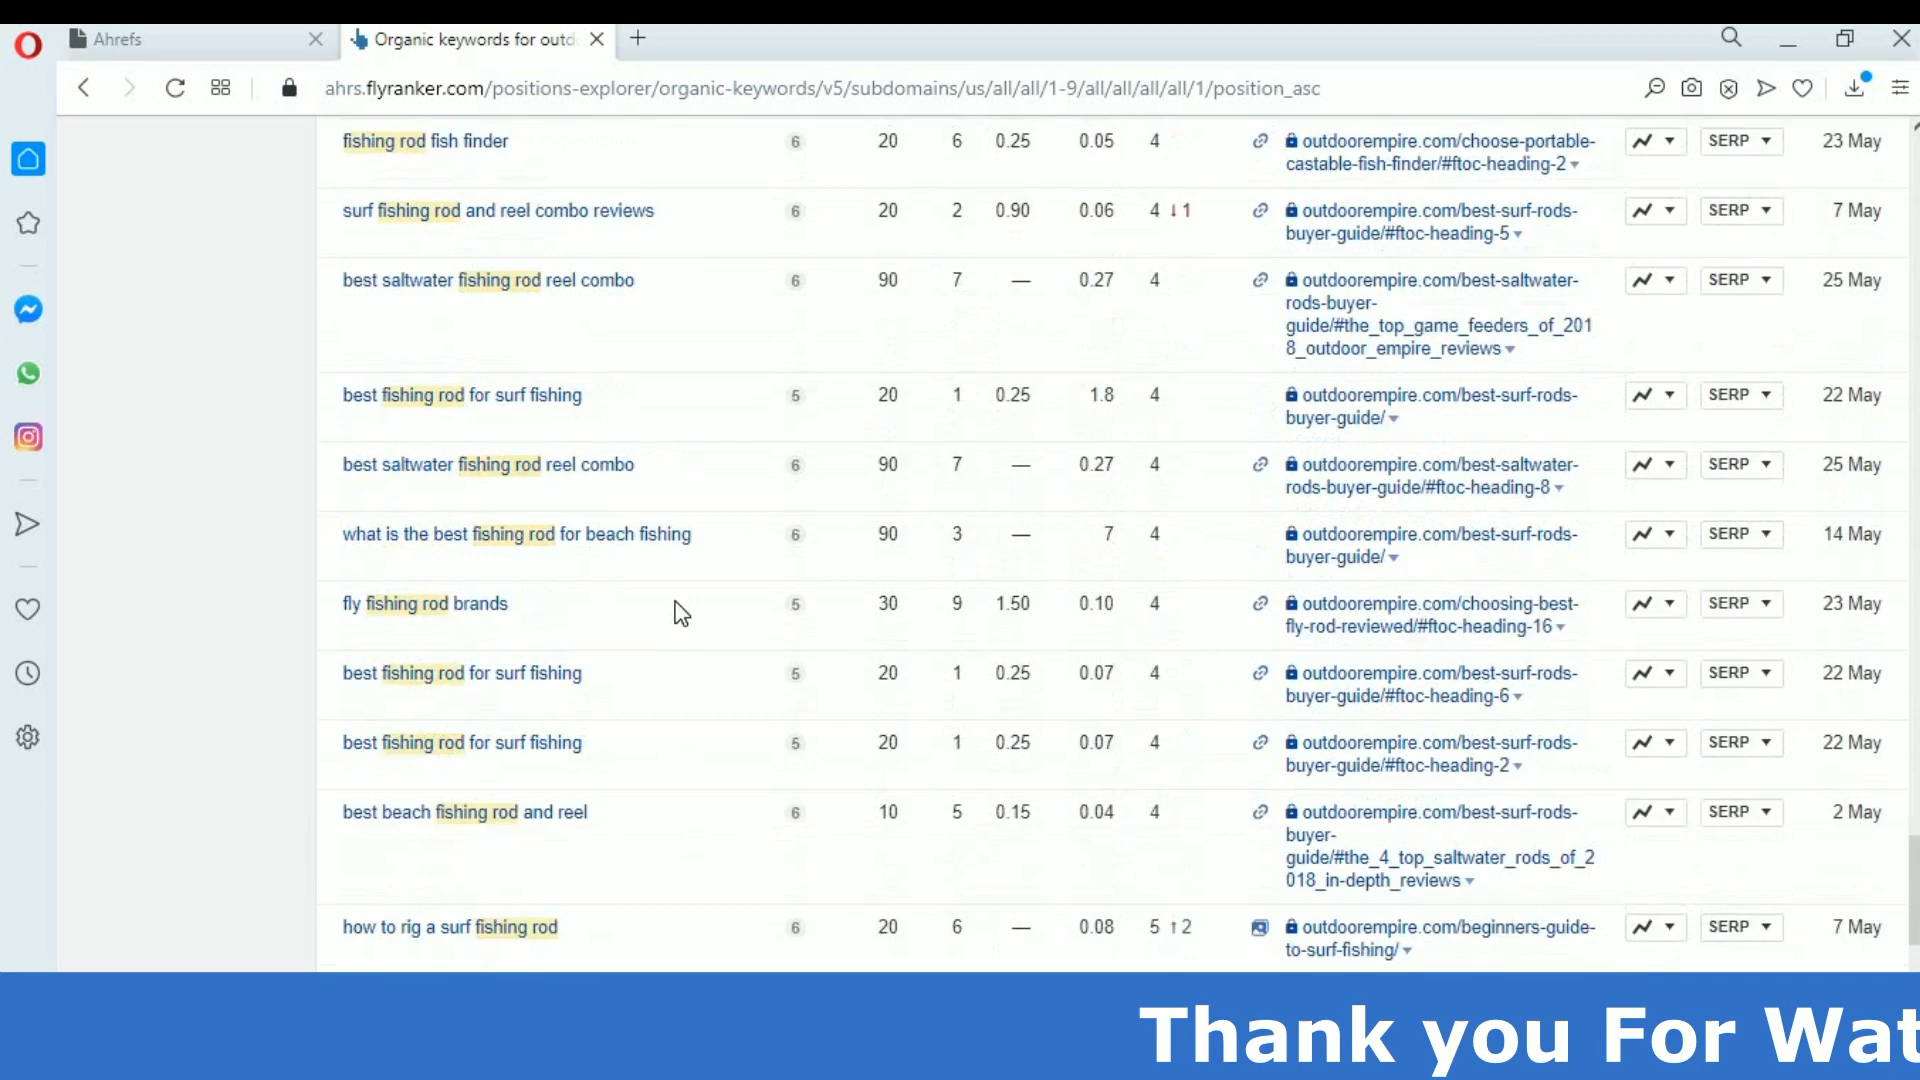 Ahrefs
Organic keywords for outd
ahrs.flyranker.com/positions-explorer/organic-keywords/v5/subdomains/us/all/all/1-9/all/all/all/all/1/position_asc
fishing rod fish finder 6 20 6 0.25 0.05 4 outdoorempire.com/choose-portable- SERP 23 May
castable-fish-finder/#ftoc-heading-2
surf fishing rod and reel combo reviews 6 20 2 0.90 0.06 4 ↓1 outdoorempire.com/best-surf-rods- SERP 7 May
buyer-guide/#ftoc-heading-5
best saltwater fishing rod reel combo 6 90 7 — 0.27 4 outdoorempire.com/best-saltwater- SERP 25 May
rods-buyer-
guide/#the_top_game_feeders_of_201
8_outdoor_empire_reviews
best fishing rod for surf fishing 5 20 1 0.25 1.8 4 outdoorempire.com/best-surf-rods- SERP 22 May
buyer-guide/
best saltwater fishing rod reel combo 6 90 7 — 0.27 4 outdoorempire.com/best-saltwater- SERP 25 May
rods-buyer-guide/#ftoc-heading-8
what is the best fishing rod for beach fishing 6 90 3 — 7 4 outdoorempire.com/best-surf-rods- SERP 14 May
buyer-guide/
fly fishing rod brands 5 30 9 1.50 0.10 4 outdoorempire.com/choosing-best- SERP 23 May
fly-rod-reviewed/#ftoc-heading-16
best fishing rod for surf fishing 5 20 1 0.25 0.07 4 outdoorempire.com/best-surf-rods- SERP 22 May
buyer-guide/#ftoc-heading-6
best fishing rod for surf fishing 5 20 1 0.25 0.07 4 outdoorempire.com/best-surf-rods- SERP 22 May
buyer-guide/#ftoc-heading-2
best beach fishing rod and reel 6 10 5 0.15 0.04 4 outdoorempire.com/best-surf-rods- SERP 2 May
buyer-
guide/#the_4_top_saltwater_rods_of_2
018_in-depth_reviews
how to rig a surf fishing rod 6 20 6 — 0.08 5 ↑2 outdoorempire.com/beginners-guide- SERP 7 May
to-surf-fishing/
Thank you For Wat